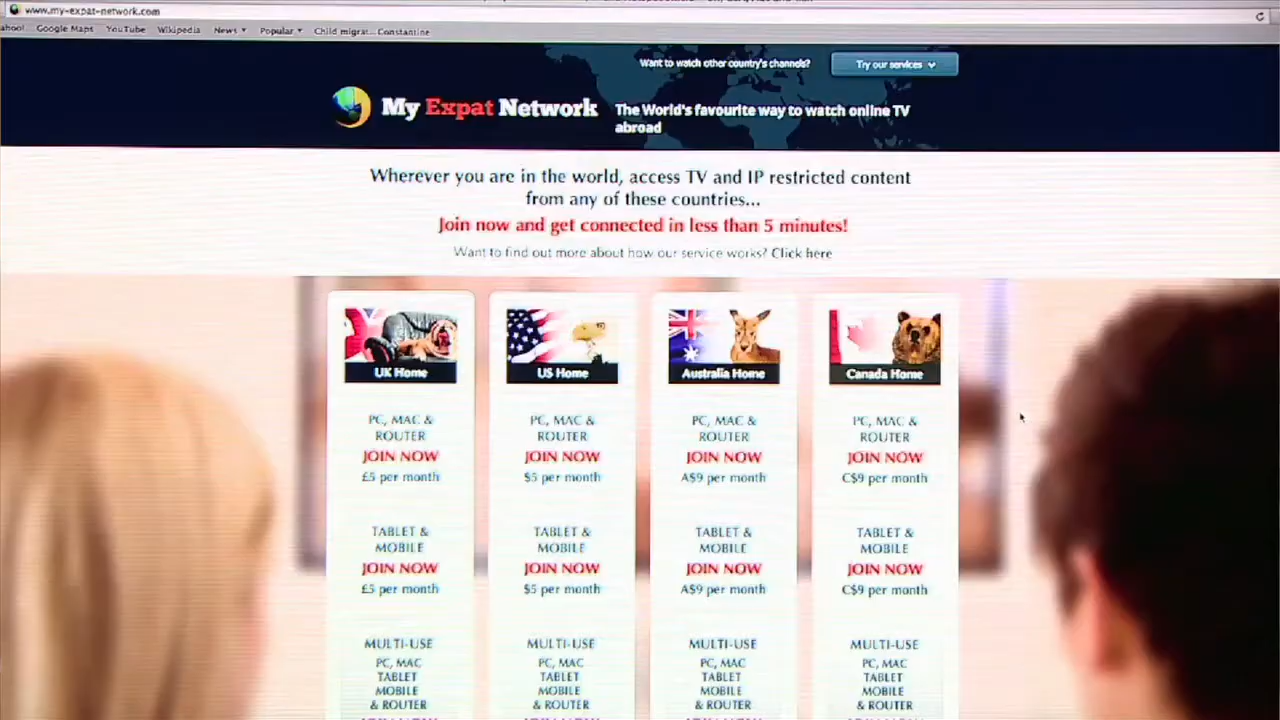 www.my-expat-network.com
Google Maps YouTube Wikipedia News Popular Child migrat... Constantine
Want to watch other country's channels?
Try our services
My Expat Network
The World's favourite way to watch online TV
abroad
Wherever you are in the world, access TV and IP restricted content
from any of these countries...
Join now and get connected in less than 5 minutes!
Want to find out more about how our service works? Click here
UK Home
US Home
Australia Home
Canada Home
PC, MAC &
ROUTER
JOIN NOW
£5 per month
PC, MAC &
ROUTER
JOIN NOW
$5 per month
PC, MAC &
ROUTER
JOIN NOW
A$9 per month
PC, MAC &
ROUTER
JOIN NOW
C$9 per month
TABLET &
MOBILE
JOIN NOW
£5 per month
TABLET &
MOBILE
JOIN NOW
$5 per month
TABLET &
MOBILE
JOIN NOW
A$9 per month
TABLET &
MOBILE
JOIN NOW
C$9 per month
MULTI-USE
PC, MAC
TABLET
MOBILE
& ROUTER
MULTI-USE
PC, MAC
TABLET
MOBILE
& ROUTER
MULTI-USE
PC, MAC
TABLET
MOBILE
& ROUTER
MULTI-USE
PC, MAC
TABLET
MOBILE
& ROUTER